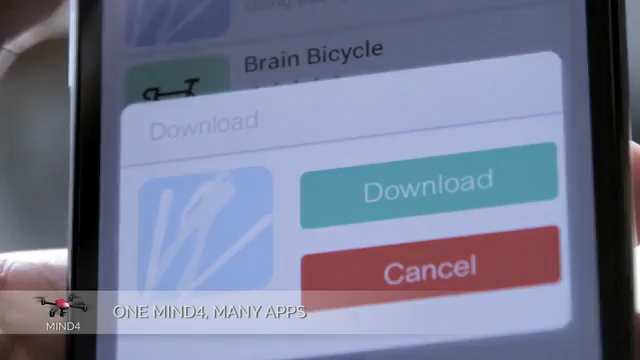 Brain Bicycle
Download
Download
Cancel
MIND4
ONE MIND4, MANY APPS